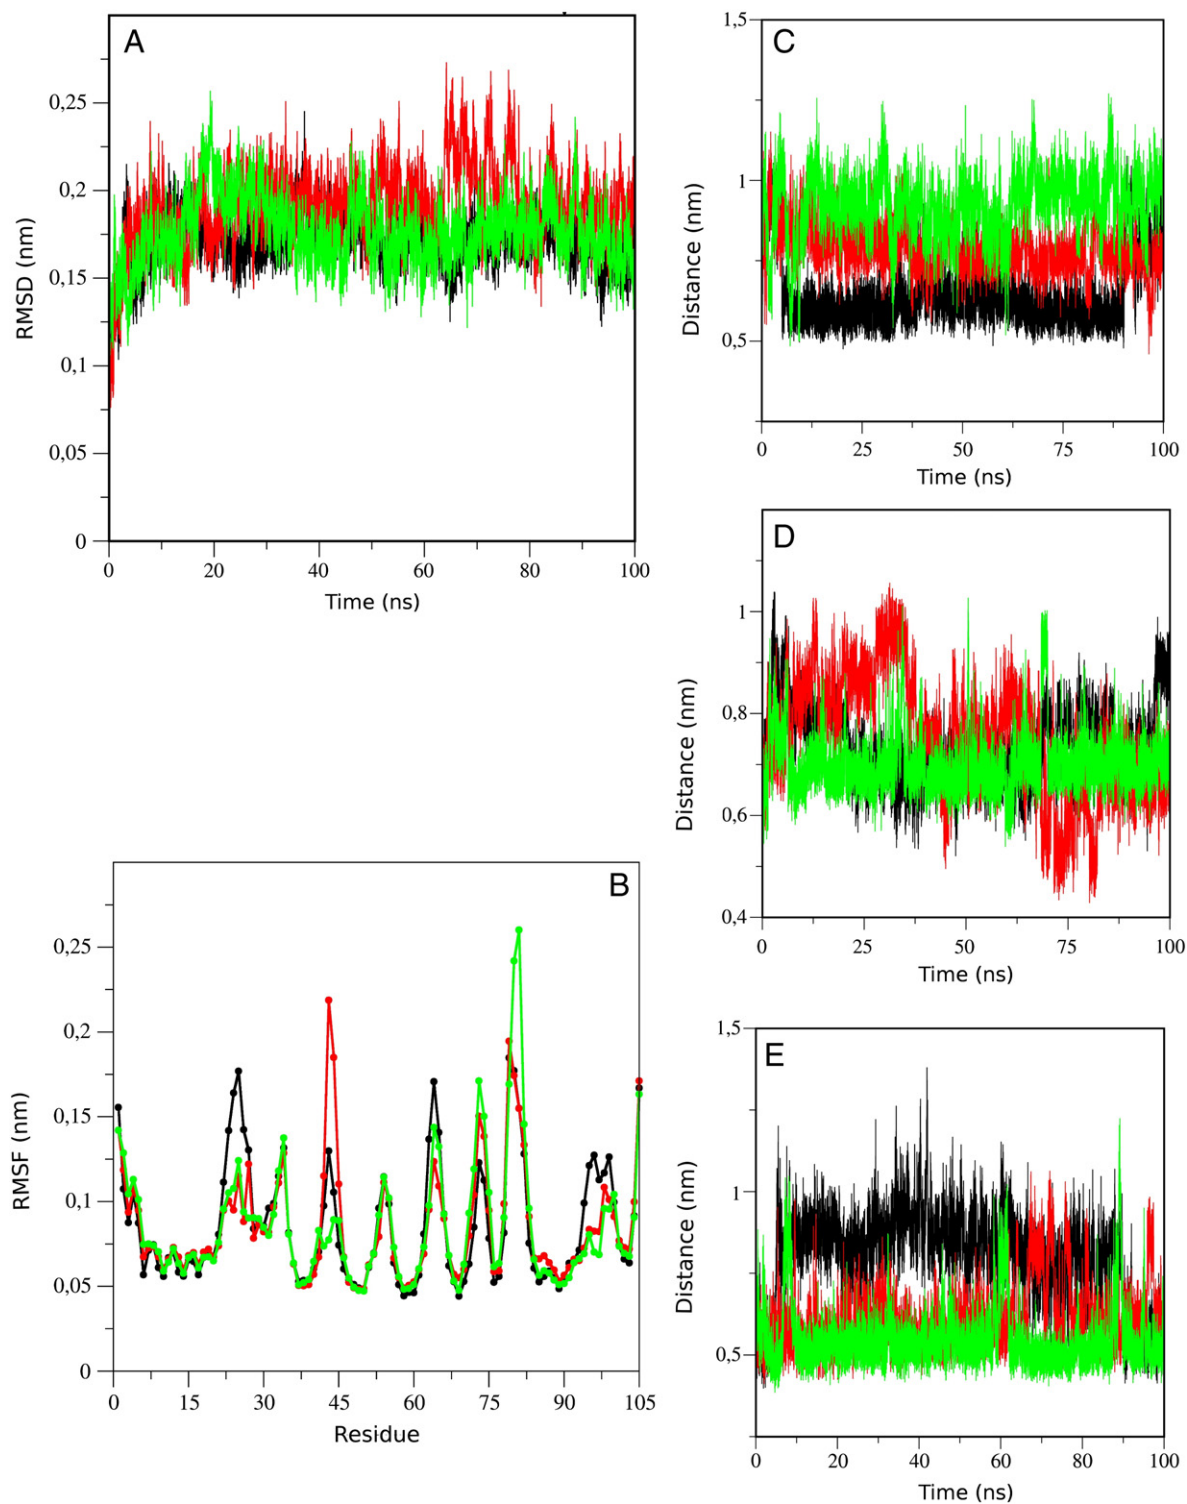 A
0,25
0,2
0,15
0,1
0,05
0
RMSD (nm)
0 20 40 60 80 100
Time (ns)
B
0,25
0,2
0,15
0,1
0,05
0
RMSF (nm)
0 15 30 45 60 75 90 105
Residue
C
1,5
1
0,5
Distance (nm)
0 25 50 75 100
Time (ns)
D
1
0,8
0,6
0,4
Distance (nm)
0 25 50 75 100
Time (ns)
E
1,5
1
0,5
Distance (nm)
0 20 40 60 80 100
Time (ns)